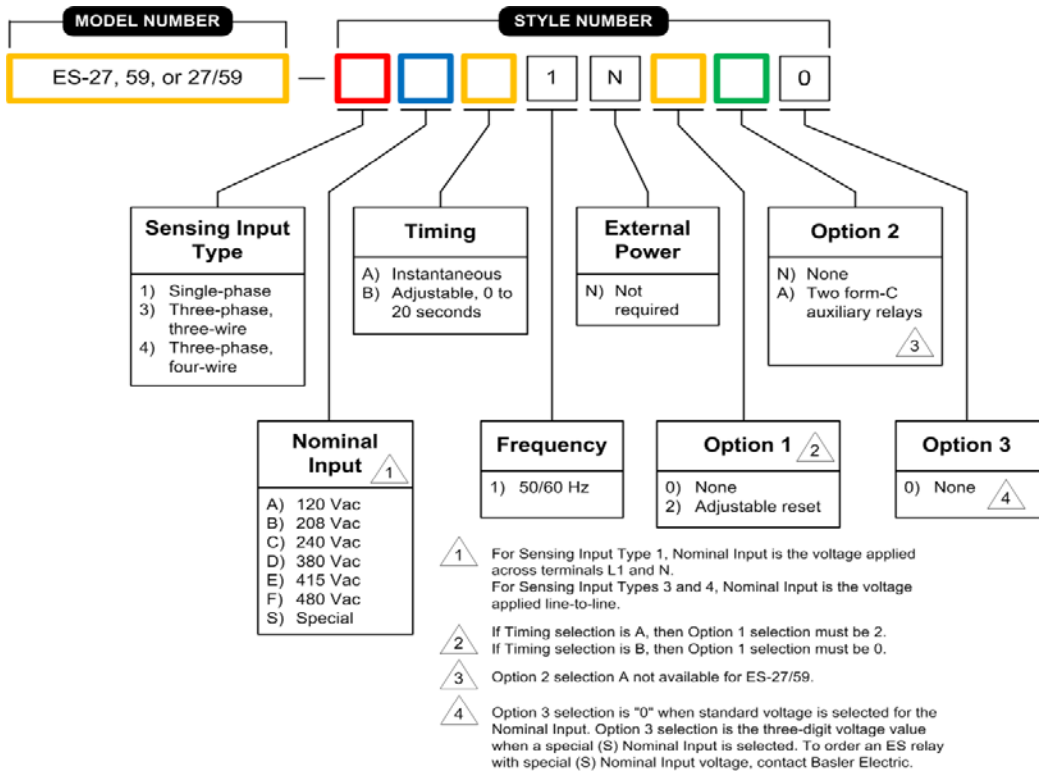 MODEL NUMBER
STYLE NUMBER
ES-27, 59, or 27/59
—
1
N
0
Sensing Input
Type
1) Single-phase
3) Three-phase,
three-wire
4) Three-phase,
four-wire
Timing
A) Instantaneous
B) Adjustable, 0 to
20 seconds
External
Power
N) Not
required
Option 2
N) None
A) Two form-C
auxiliary relays
3
Nominal
Input
1
A) 120 Vac
B) 208 Vac
C) 240 Vac
D) 380 Vac
E) 415 Vac
F) 480 Vac
S) Special
Frequency
1) 50/60 Hz
Option 1
2
0) None
2) Adjustable reset
Option 3
0) None
4
1
For Sensing Input Type 1, Nominal Input is the voltage applied
across terminals L1 and N.
For Sensing Input Types 3 and 4, Nominal Input is the voltage
applied line-to-line.
2
If Timing selection is A, then Option 1 selection must be 2.
If Timing selection is B, then Option 1 selection must be 0.
3
Option 2 selection A not available for ES-27/59.
4
Option 3 selection is "0" when standard voltage is selected for the
Nominal Input. Option 3 selection is the three-digit voltage value
when a special (S) Nominal Input is selected. To order an ES relay
with special (S) Nominal Input voltage, contact Basler Electric.